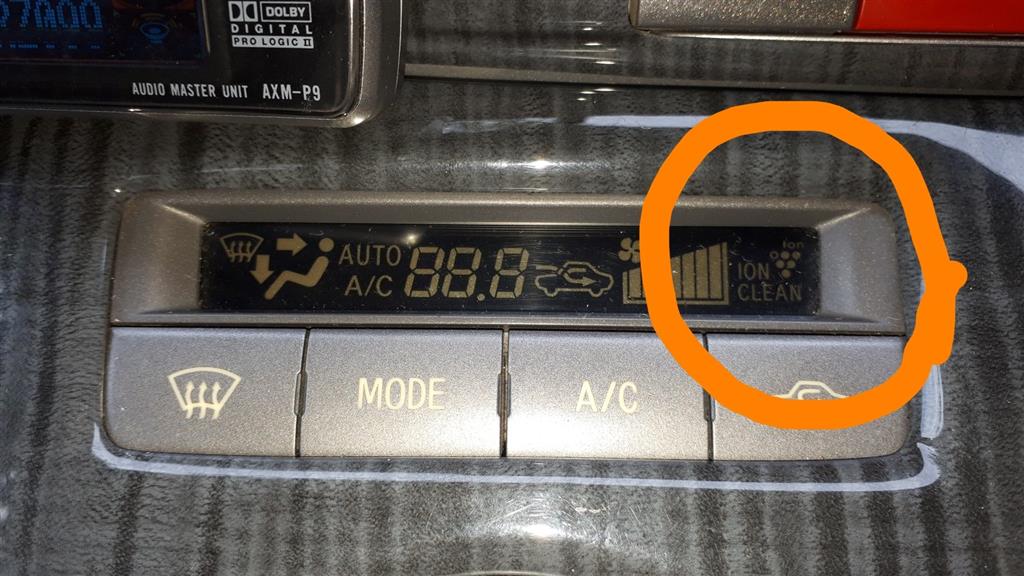 DOLBY
DIGITAL
PRO LOGIC II
AUDIO MASTER UNIT AXM-P9
AUTO
A/C
88.8
Ion
ION
CLEAN
MODE
A/C